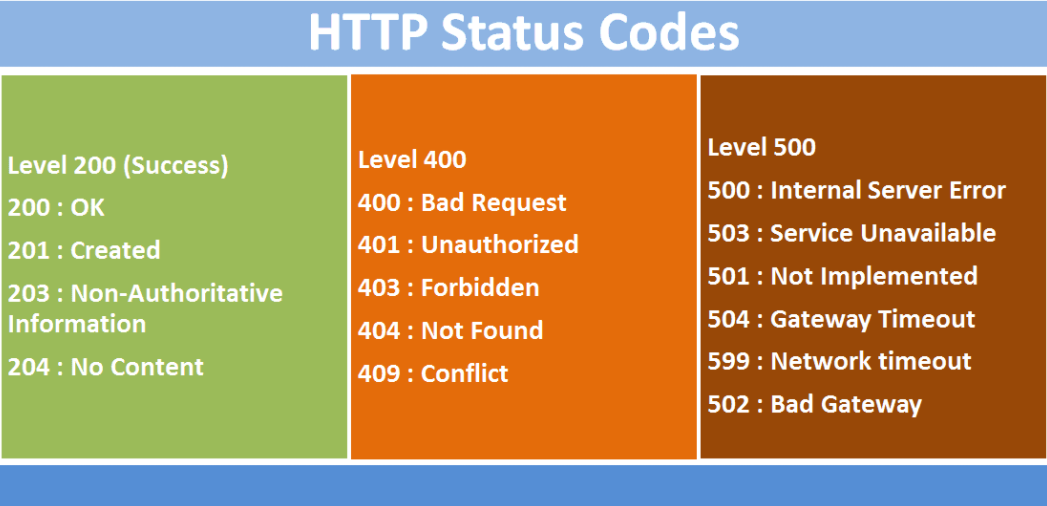 HTTP Status Codes
Level 200 (Success)
200 : OK
201 : Created
203 : Non-Authoritative
Information
204 : No Content
Level 400
400 : Bad Request
401 : Unauthorized
403 : Forbidden
404 : Not Found
409 : Conflict
Level 500
500 : Internal Server Error
503 : Service Unavailable
501 : Not Implemented
504 : Gateway Timeout
599 : Network timeout
502 : Bad Gateway